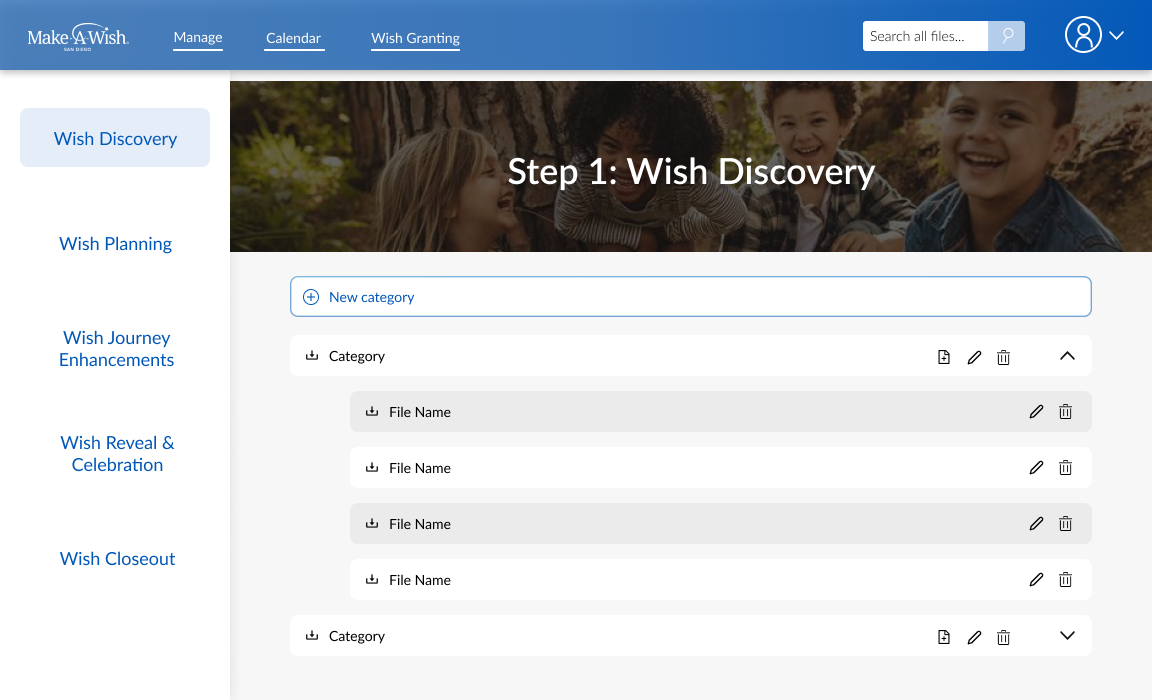 Make-A-Wish.
SAN DIEGO
Manage
Calendar
Wish Granting
Search all files...
Wish Discovery
Wish Planning
Wish Journey
Enhancements
Wish Reveal &
Celebration
Wish Closeout
Step 1: Wish Discovery
New category
Category
File Name
File Name
File Name
File Name
Category